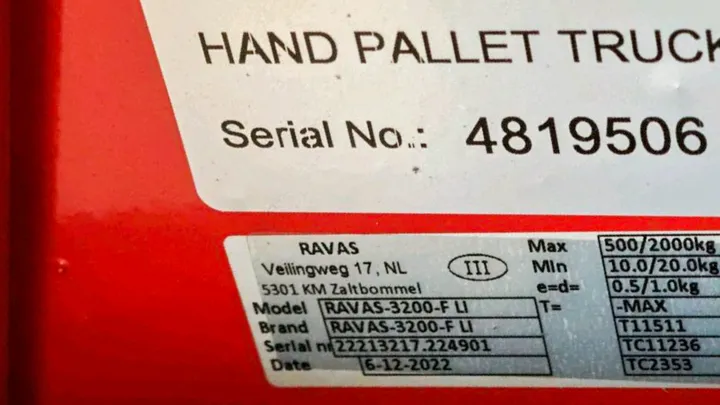 HAND PALLET TRUCK
Serial No.: 4819506
RAVAS
Veilingweg 17, NL
5301 KM Zaltbommel
III
Model RAVAS-3200-F LI
Brand RAVAS-3200-F LI
Serial nr 22213217.224901
Date 6-12-2022
Max 500/2000kg
MIn 10.0/20.0kg
e=d= 0.5/1.0kg
T= -MAX
T11511
TC11236
TC2353